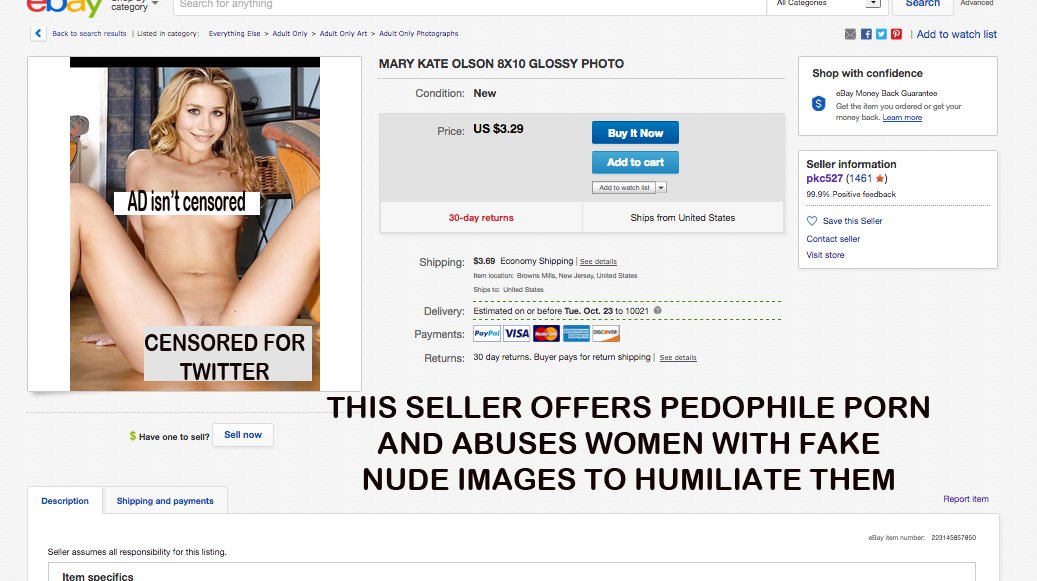 ebay
Shop by
category
Search for anything
All Categories
Search
Advanced
Back to search results | Listed in category: Everything Else > Adult Only > Adult Only Art > Adult Only Photographs
| Add to watch list
MARY KATE OLSON 8X10 GLOSSY PHOTO
Condition: New
Price: US $3.29
Buy It Now
Add to cart
Add to watch list
30-day returns
Ships from United States
Shipping: $3.69 Economy Shipping | See details
Item location: Browns Mills, New Jersey, United States
Ships to: United States
Delivery: Estimated on or before Tue. Oct. 23 to 10021
Payments: PayPal VISA MasterCard AMERICAN EXPRESS DISCOVER
Returns: 30 day returns. Buyer pays for return shipping | See details
Shop with confidence
eBay Money Back Guarantee
Get the item you ordered or get your
money back. Learn more
Seller information
pkc527 (1461 )
99.9% Positive feedback
Save this Seller
Contact seller
Visit store
AD isn't censored
CENSORED FOR
TWITTER
$ Have one to sell? Sell now
THIS SELLER OFFERS PEDOPHILE PORN
AND ABUSES WOMEN WITH FAKE
NUDE IMAGES TO HUMILIATE THEM
Description
Shipping and payments
Report item
eBay item number: 223145857850
Seller assumes all responsibility for this listing.
Item specifics